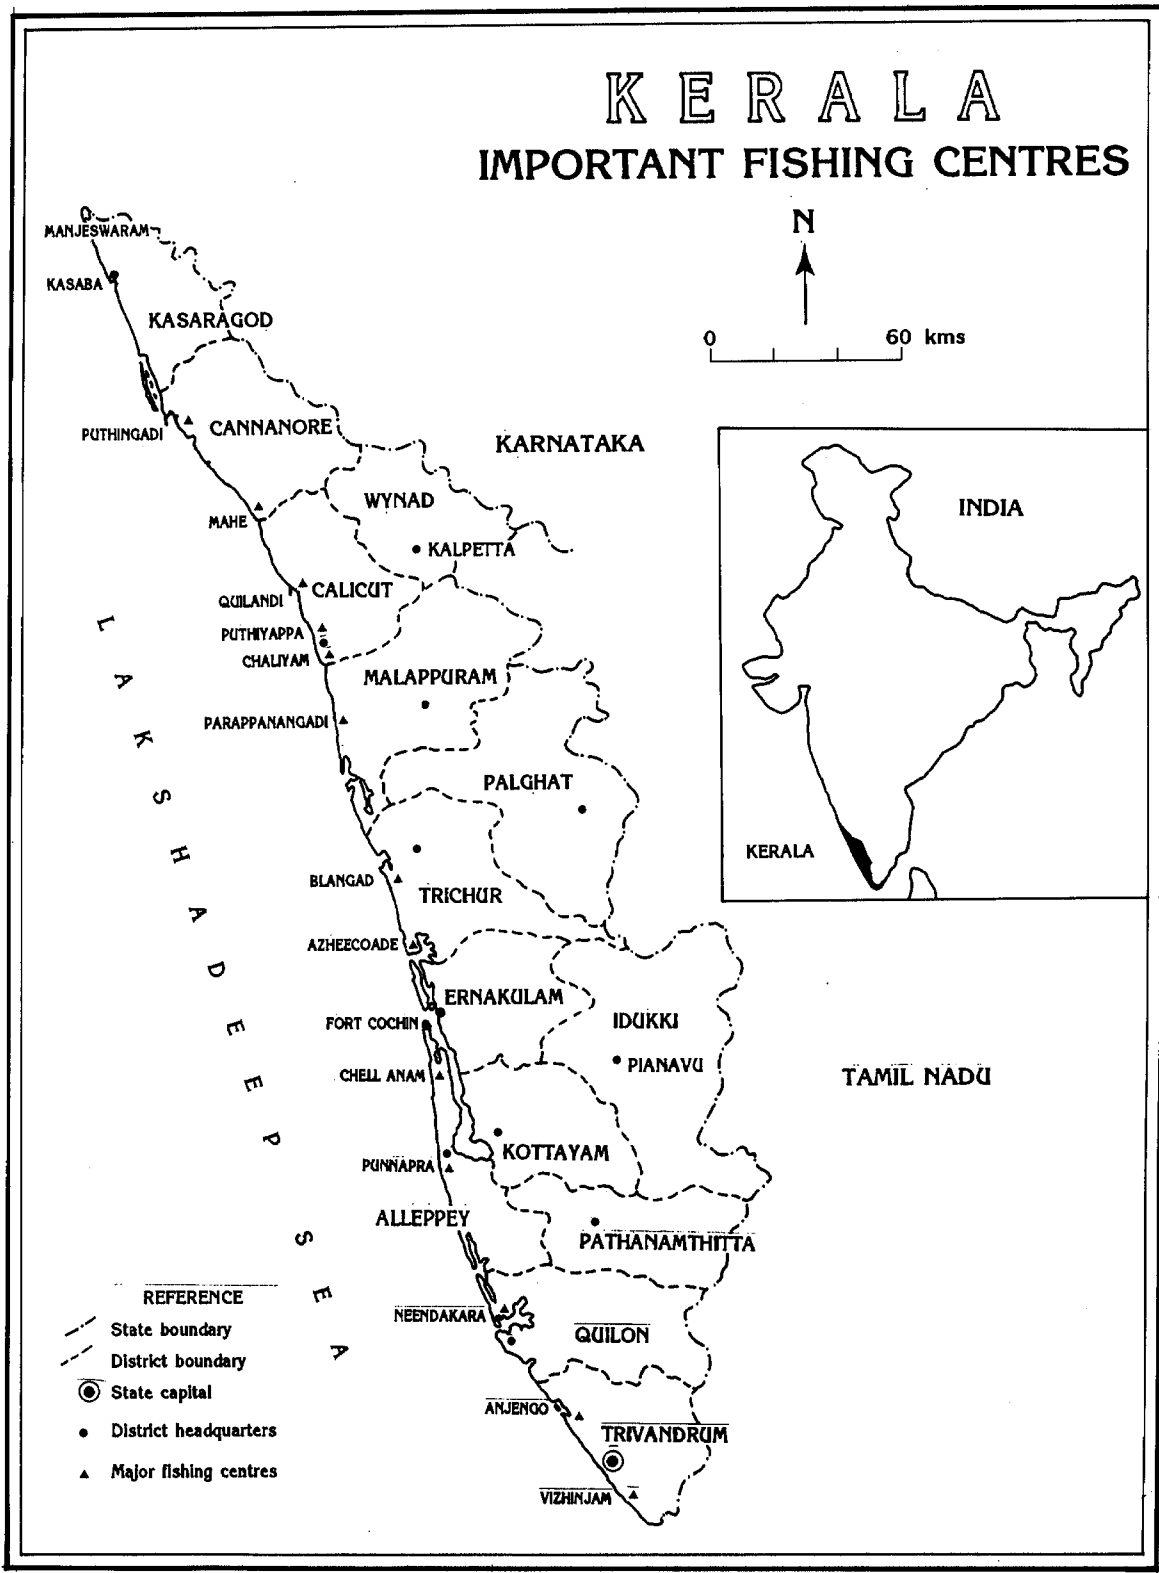 KERALA
IMPORTANT FISHING CENTRES
N
0 60 kms
MANJESWARAM
KASABA
KASARAGOD
PUTHINGADI
CANNANORE
KARNATAKA
MAHE
WYNAD
KALPETTA
QUILANDI
CALICUT
PUTHIYAPPA
CHALIYAM
MALAPPURAM
PARAPPANANGADI
PALGHAT
BLANGAD
TRICHUR
AZHEECOADE
ERNAKULAM
FORT COCHIN
IDUKKI
PIANAVU
CHELL ANAM
TAMIL NADU
KOTTAYAM
PUNNAPRA
ALLEPPEY
PATHANAMTHITTA
NEENDAKARA
QUILON
ANJENGO
TRIVANDRUM
VIZHINJAM
LAKSHADEEP SEA
INDIA
KERALA
REFERENCE
State boundary
District boundary
State capital
District headquarters
Major fishing centres